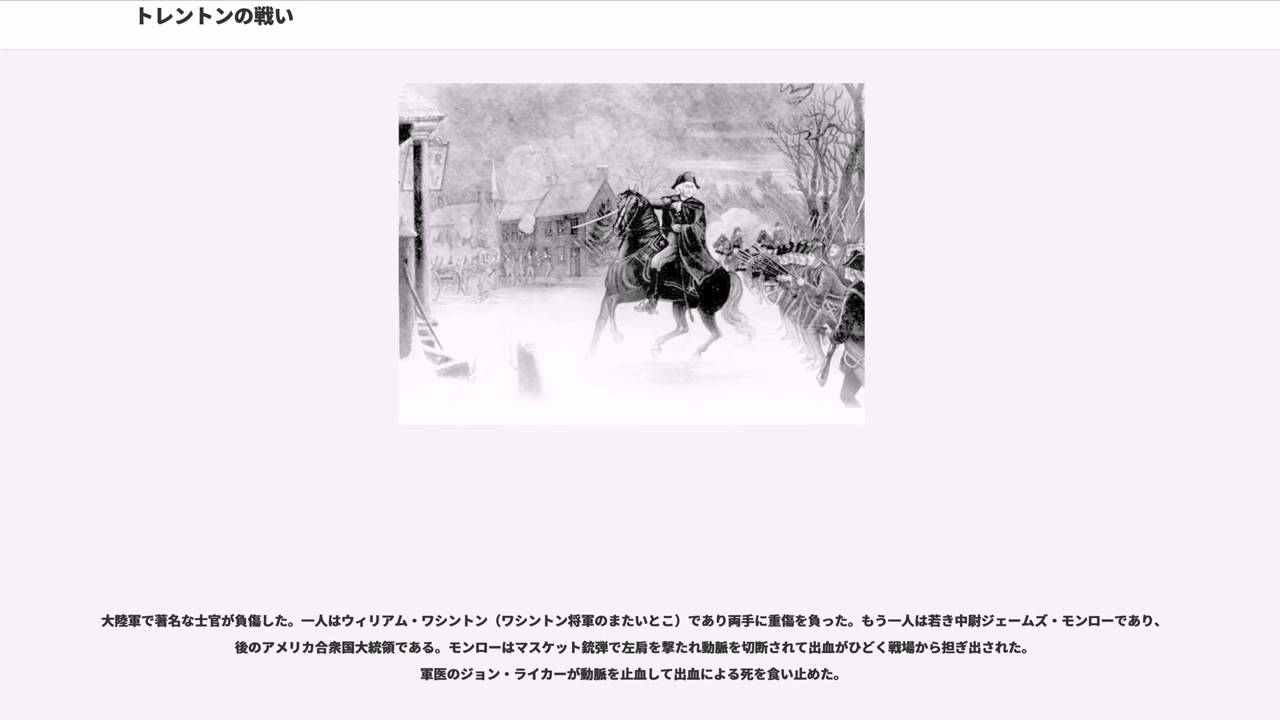 トレントンの戦い
大陸軍で著名な士官が負傷した。一人はウィリアム・ワシントン（ワシントン将軍のまたいとこ）であり両手に重傷を負った。もう一人は若き中尉ジェームズ・モンローであり、
後のアメリカ合衆国大統領である。モンローはマスケット銃弾で左肩を撃たれ動脈を切断されて出血がひどく戦場から担ぎ出された。
軍医のジョン・ライカーが動脈を止血して出血による死を食い止めた。